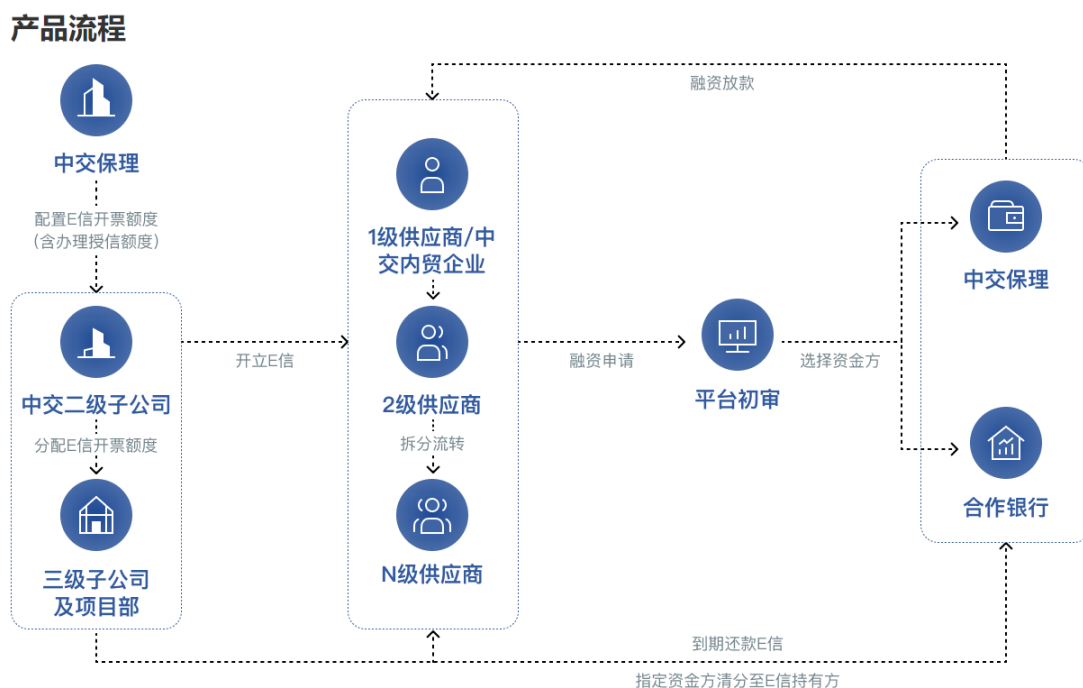 产品流程
中交保理
配置E信开票额度
（含办理授信额度）
中交二级子公司
分配E信开票额度
三级子公司
及项目部
开立E信
1级供应商/中
交内贸企业
2级供应商
拆分流转
N级供应商
融资申请
平台初审
选择资金方
融资放款
中交保理
合作银行
到期还款E信
指定资金方清分至E信持有方